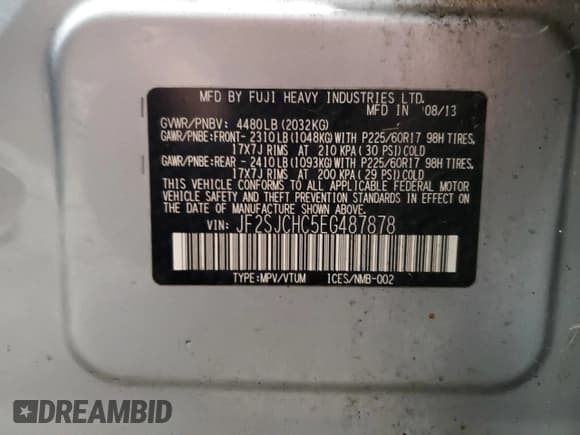 MFD BY FUJI HEAVY INDUSTRIES LTD.
MFD IN 08/13
GVWR/PNBV: 4480LB(2032KG)
GAWR/PNBE:FRONT-2310LB(1048KG)WITH P225/60R17 98H TIRES,
17X7J RIMS AT 210 KPA(30 PSI)COLD
GAWR/PNBE:REAR -2410LB(1093KG)WITH P225/60R17 98H TIRES,
17X7J RIMS AT 200 KPA(29 PSI)COLD
THIS VEHICLE CONFORMS TO ALL APPLICABLE FEDERAL MOTOR
VEHICLE SAFETY, BUMPER, AND THEFT PREVENTION
STANDARDS IN EFFECT ON THE DATE OF MANUFACTURE SHOWN ABOVE.
VIN: JF2SJCHC5EG487878
TYPE:MPV/VTUM ICES/NMB-002
DREAMBID